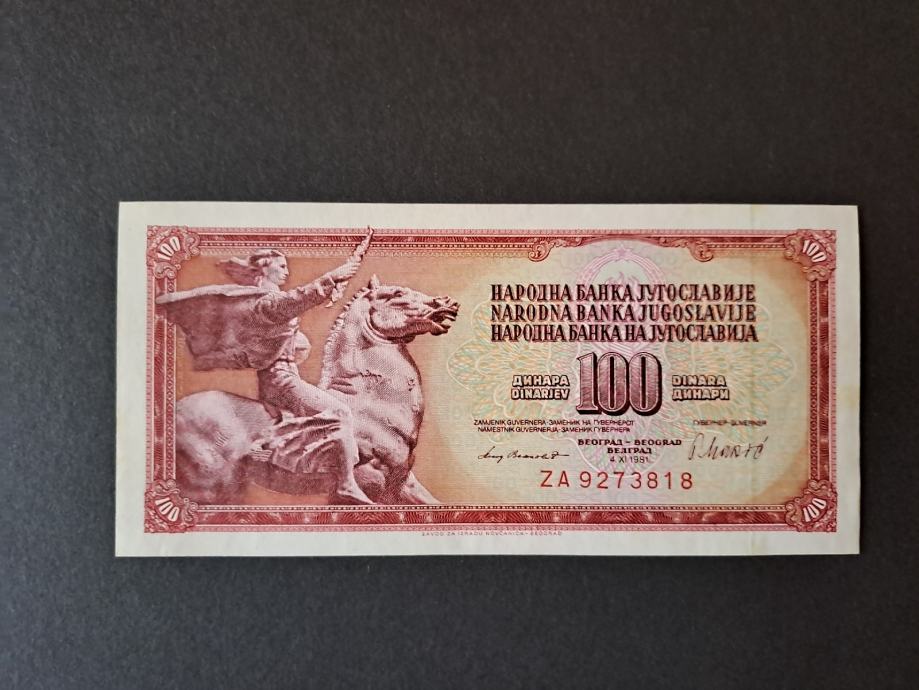 100 100
НАРОДНА БАНКА ЈУГОСЛАВИЈЕ
NARODNA BANKA JUGOSLAVIJE
НАРОДНА БАНКА НА ЈУГОСЛАВИЈА
ДИНАРА 100 DINARA
DINARJEV ДИНАРИ
ZAMJENIK GUVERNERA-ЗАМЕНИК НА ГУВЕРНЕРОТ ГУВЕРНЕР-GUVERNER
NAMESTNIK GUVERNERJA-ЗАМЕНИК ГУВЕРНЕРА
БЕОГРАД - BEOGRAD
БЕЛГРАД
4. XI 1981.
ZA 9273818
100 100
ZAVOD ZA IZRADU NOVČANICA - BEOGRAD